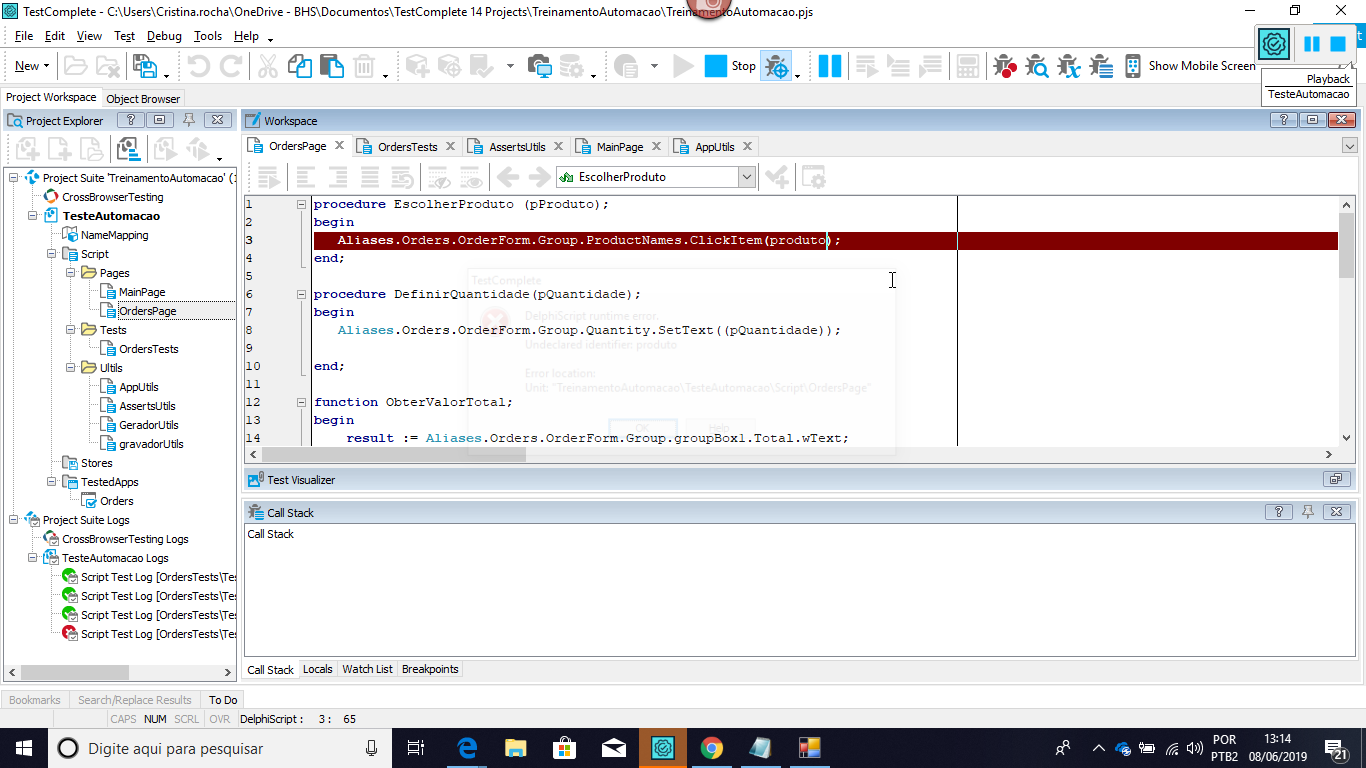 TestComplete - C:\Users\Cristina.rocha\OneDrive - BHS\Documentos\TestComplete 14 Projects\TreinamentoAutomacao\TreinamentoAutomacao.pjs
File Edit View Test Debug Tools Help
New Stop Show Mobile Screen
Playback
TesteAutomacao
Project Workspace Object Browser
Project Explorer
Project Suite 'TreinamentoAutomacao' (1
CrossBrowserTesting
TesteAutomacao
NameMapping
Script
Pages
MainPage
OrdersPage
Tests
OrdersTests
Ultils
AppUtils
AssertsUtils
GeradorUtils
gravadorUtils
Stores
TestedApps
Orders
Project Suite Logs
CrossBrowserTesting Logs
TesteAutomacao Logs
Script Test Log [OrdersTests\Tes
Script Test Log [OrdersTests\Tes
Script Test Log [OrdersTests\Tes
Script Test Log [OrdersTests\Tes
Workspace
OrdersPage OrdersTests AssertsUtils MainPage AppUtils
EscolherProduto
1 procedure EscolherProduto (pProduto);
2 begin
3 Aliases.Orders.OrderForm.Group.ProductNames.ClickItem(produto);
4 end;
5
6 procedure DefinirQuantidade(pQuantidade);
7 begin
8 Aliases.Orders.OrderForm.Group.Quantity.SetText((pQuantidade));
9
10 end;
11
12 function ObterValorTotal;
13 begin
14 result := Aliases.Orders.OrderForm.Group.groupBox1.Total.wText;
TestComplete
DelphiScript runtime error.
Undeclared identifier: produto
Error location:
Unit: "TreinamentoAutomacao\TesteAutomacao\Script\OrdersPage"
OK Help
Test Visualizer
Call Stack
Call Stack
Call Stack Locals Watch List Breakpoints
Bookmarks Search/Replace Results To Do
CAPS NUM SCRL OVR DelphiScript : 3: 65
Digite aqui para pesquisar
POR
PTB2
13:14
08/06/2019
21